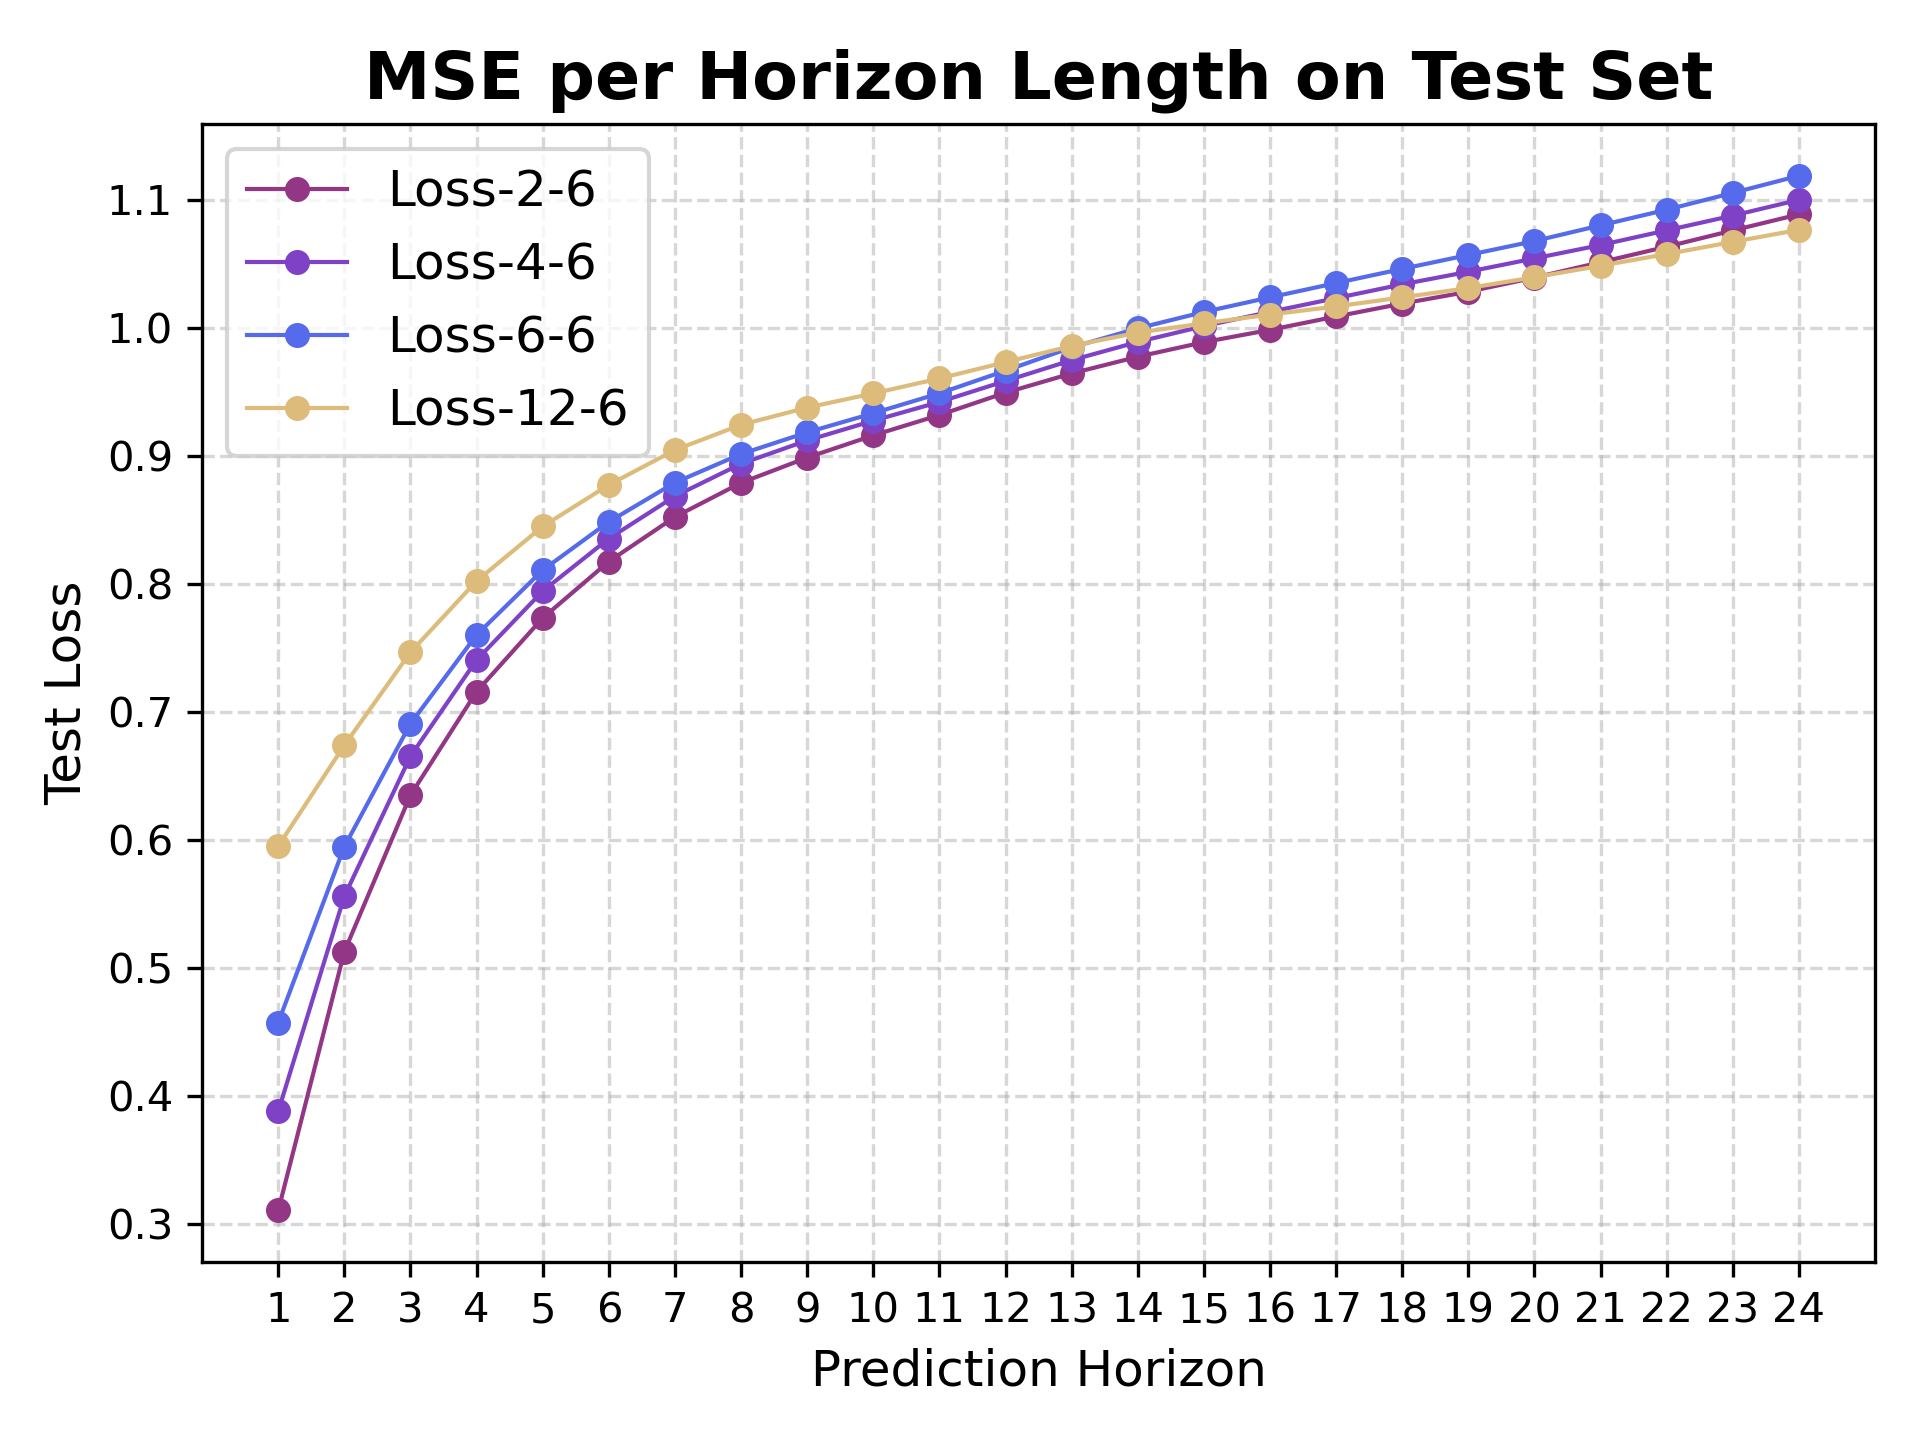 MSE per Horizon Length on Test Set
Loss-2-6
Loss-4-6
Loss-6-6
Loss-12-6
1.1
1.0
0.9
0.8
0.7
0.6
0.5
0.4
0.3
Test Loss
1 2 3 4 5 6 7 8 9 10 11 12 13 14 15 16 17 18 19 20 21 22 23 24
Prediction Horizon